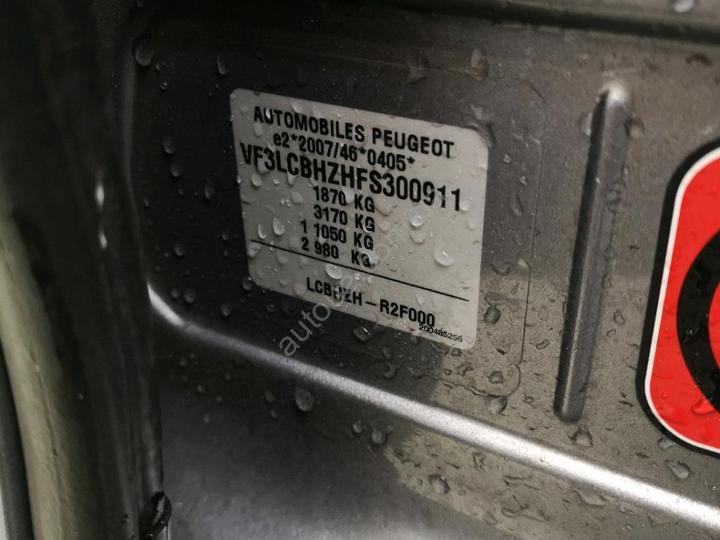 AUTOMOBILES PEUGEOT
e2*2007/46*0405*
VF3LCBHZHFS300911
1870 KG
3170 KG
1 1050 KG
2 980 KG
LCBHZH-R2F000
200485256